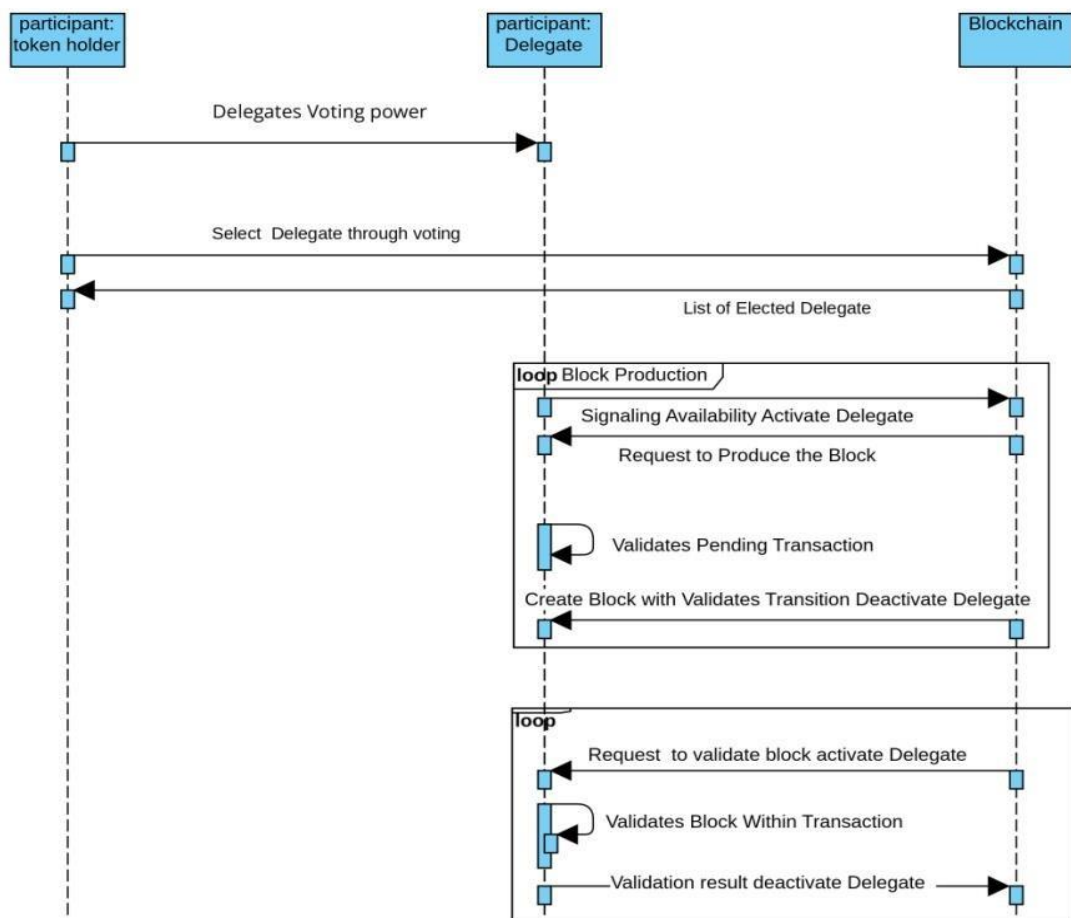 participant:
token holder
participant:
Delegate
Blockchain
Delegates Voting power
Select Delegate through voting
List of Elected Delegate
loop Block Production
Signaling Availability Activate Delegate
Request to Produce the Block
Validates Pending Transaction
Create Block with Validates Transition Deactivate Delegate
loop
Request to validate block activate Delegate
Validates Block Within Transaction
Validation result deactivate Delegate